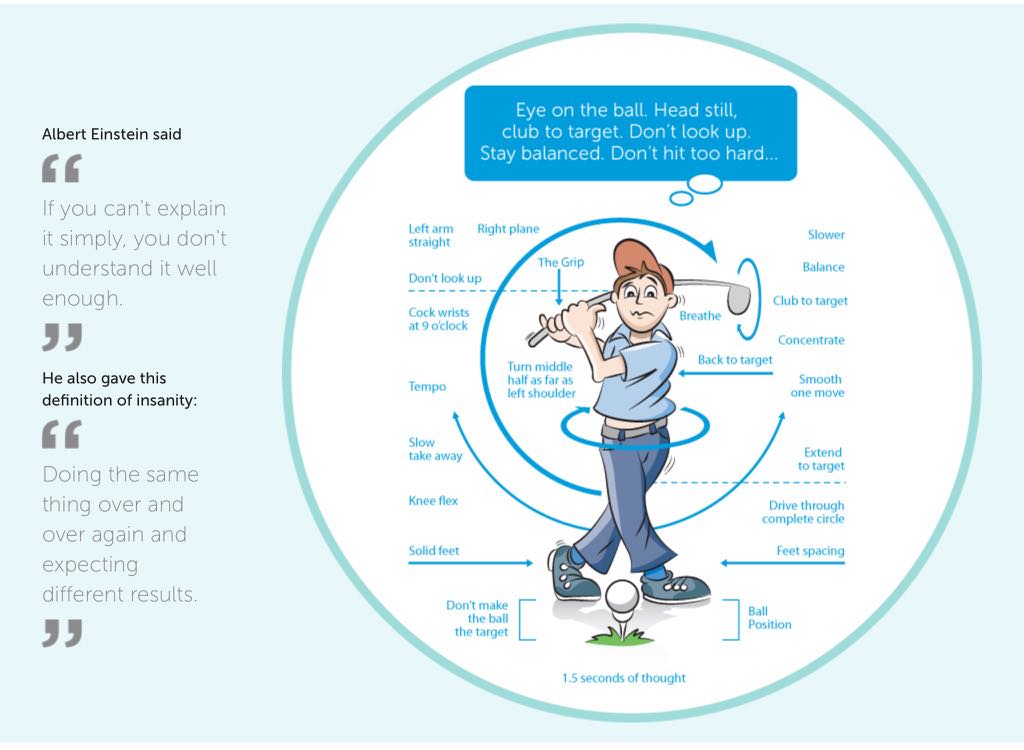 Albert Einstein said
“
If you can't explain
it simply, you don't
understand it well
enough.
”
He also gave this
definition of insanity:
“
Doing the same
thing over and
over again and
expecting
different results.
”
Eye on the ball. Head still,
club to target. Don't look up.
Stay balanced. Don't hit too hard...
Left arm
straight
Right plane
The Grip
Don't look up
Cock wrists
at 9 o'clock
Turn middle
half as far as
left shoulder
Tempo
Slow
take away
Knee flex
Solid feet
Don't make
the ball
the target
Slower
Balance
Club to target
Breathe
Concentrate
Back to target
Smooth
one move
Extend
to target
Drive through
complete circle
Feet spacing
Ball
Position
1.5 seconds of thought